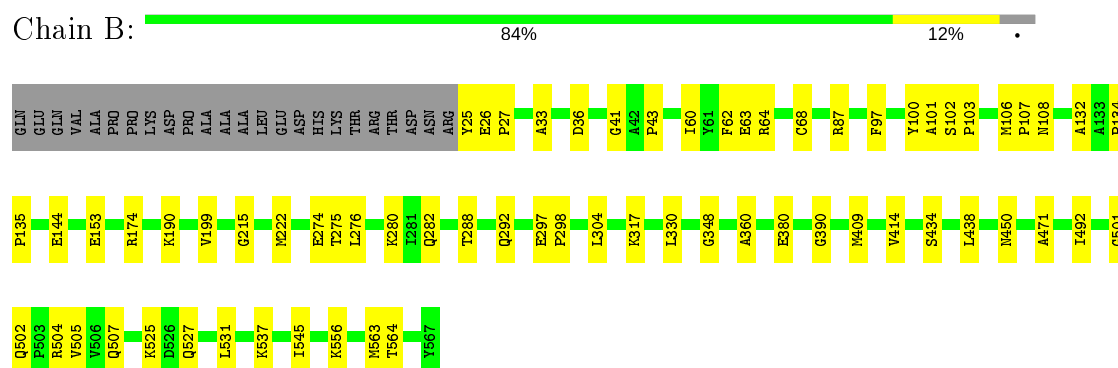 Chain B:
84% 12% •
GLN GLU GLN VAL ALA PRO PRO LYS ASP PRO ALA ALA ALA LEU GLU ASP HIS LYS THR ARG THR ASP ASN ARG Y25 E26 P27 A33 D36 G41 A42 P43 I60 Y61 F62 E63 R64 C68 R87 F97 Y100 A101 S102 P103 M106 P107 N108 A132 A133 P134
P135 E144 E153 R174 K190 V199 G215 M222 E274 T275 L276 K280 I281 Q282 T288 Q292 E297 P298 L304 K317 L330 G348 A360 E380 G390 M409 V414 S434 L438 N450 A471 I492
Q502 P503 R504 V505 V506 Q507 K525 D526 Q527 L531 K537 I545 K556 M563 T564 Y567